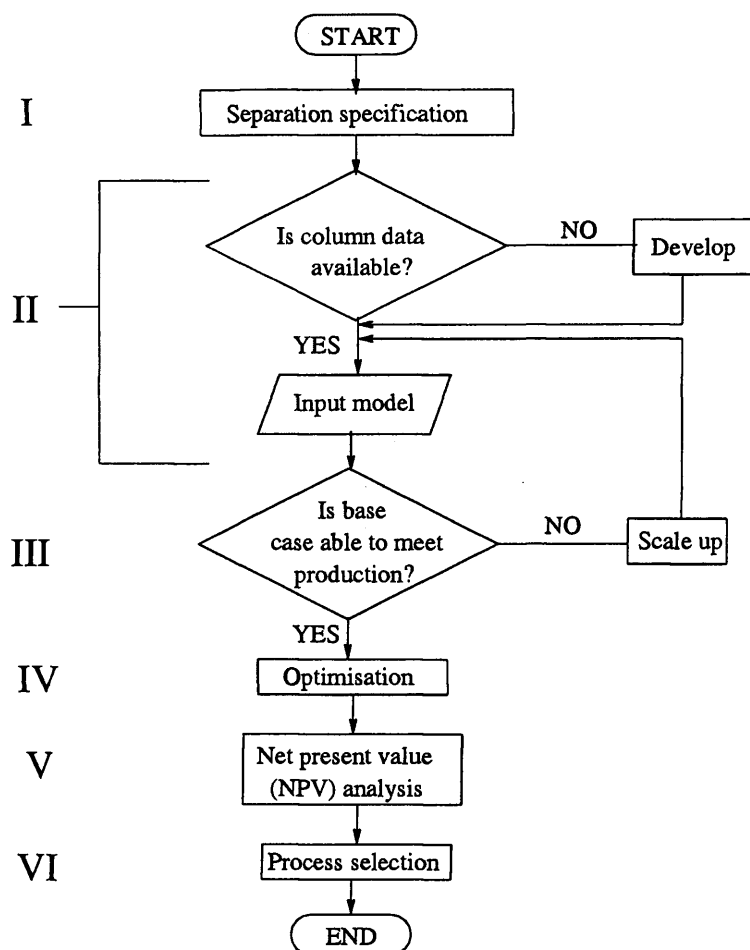 START
I
Separation specification
Is column data
available?
NO
Develop
II
YES
Input model
Is base
case able to meet
production?
NO
Scale up
III
YES
IV
Optimisation
V
Net present value
(NPV) analysis
VI
Process selection
END